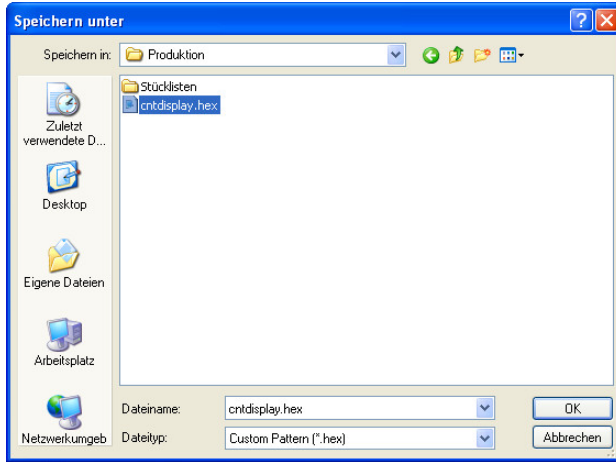 Speichern unter
Speichern in:
Produktion
Stücklisten
cntdisplay.hex
Zuletzt
verwendete D...
Desktop
Eigene Dateien
Arbeitsplatz
Netzwerkumgeb
Dateiname:
cntdisplay.hex
OK
Dateityp:
Custom Pattern (*.hex)
Abbrechen